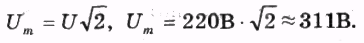 Uₘ = U√2, Uₘ = 220В · √2 ≈ 311В.